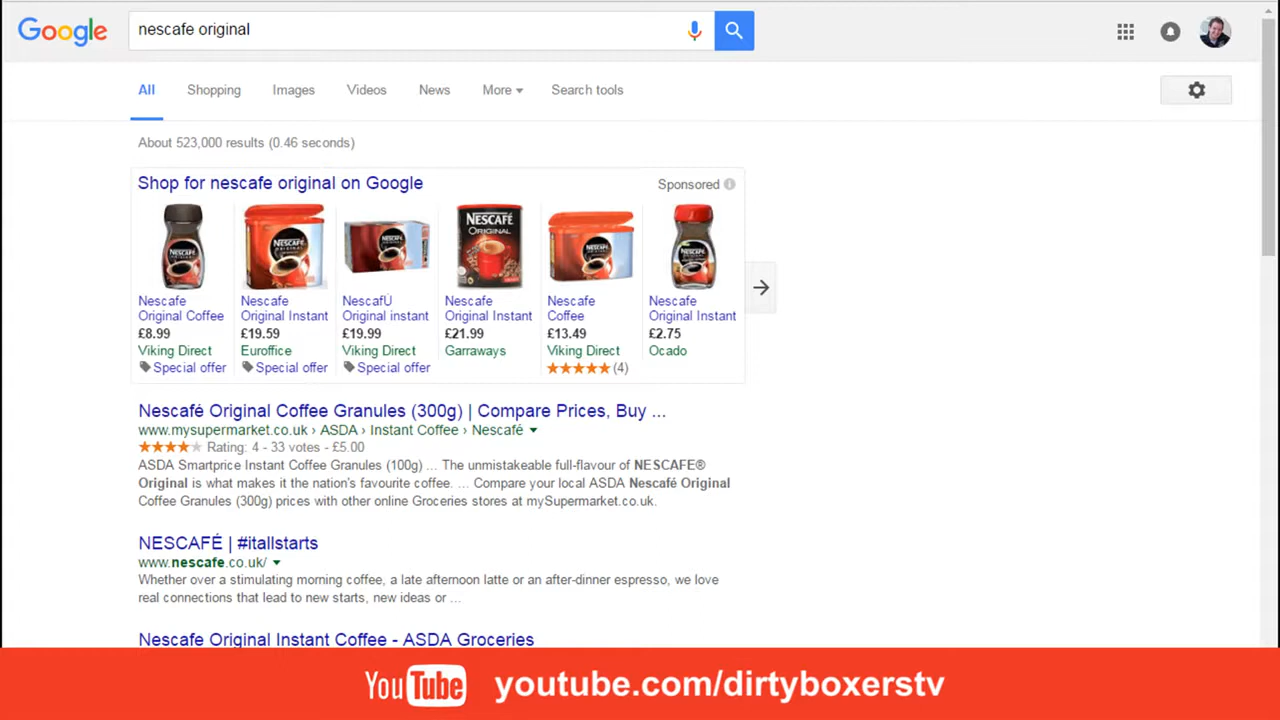 Google
nescafe original
All Shopping Images Videos News More Search tools
About 523,000 results (0.46 seconds)
Shop for nescafe original on Google
Sponsored
NESCAFÉ
ORIGINAL
Nescafe Original Coffee
£8.99
Viking Direct
Special offer
Nescafe Original Instant
£19.59
Euroffice
Special offer
NescafÜ Original instant
£19.99
Viking Direct
Special offer
Nescafe Original Instant
£21.99
Garraways
Nescafe Coffee
£13.49
Viking Direct
(4)
Nescafe Original Instant
£2.75
Ocado
Nescafé Original Coffee Granules (300g) | Compare Prices, Buy ...
www.mysupermarket.co.uk › ASDA › Instant Coffee › Nescafé
Rating: 4 - 33 votes - £5.00
ASDA Smartprice Instant Coffee Granules (100g) ... The unmistakeable full-flavour of NESCAFE®
Original is what makes it the nation's favourite coffee. ... Compare your local ASDA Nescafé Original
Coffee Granules (300g) prices with other online Groceries stores at mySupermarket.co.uk.
NESCAFÉ | #itallstarts
www.nescafe.co.uk/
Whether over a stimulating morning coffee, a late afternoon latte or an after-dinner espresso, we love
real connections that lead to new starts, new ideas or ...
Nescafe Original Instant Coffee - ASDA Groceries
YouTube youtube.com/dirtyboxerstv